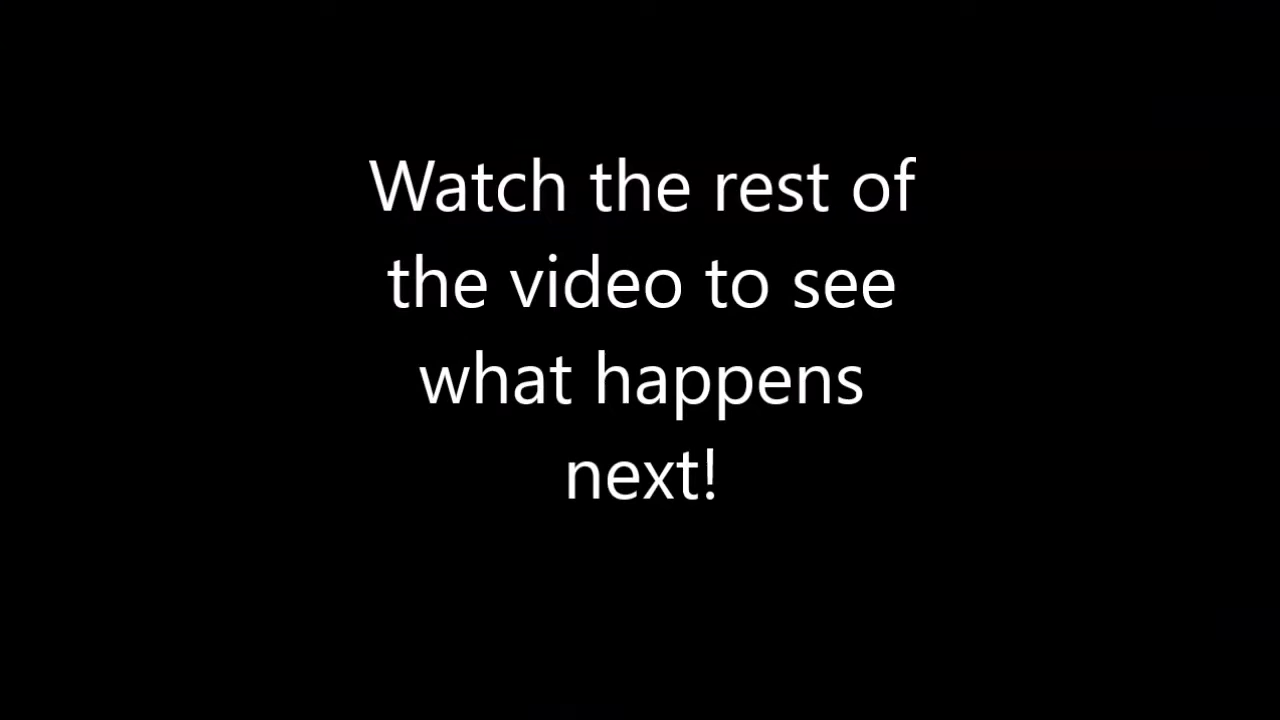 Watch the rest of
the video to see
what happens
next!